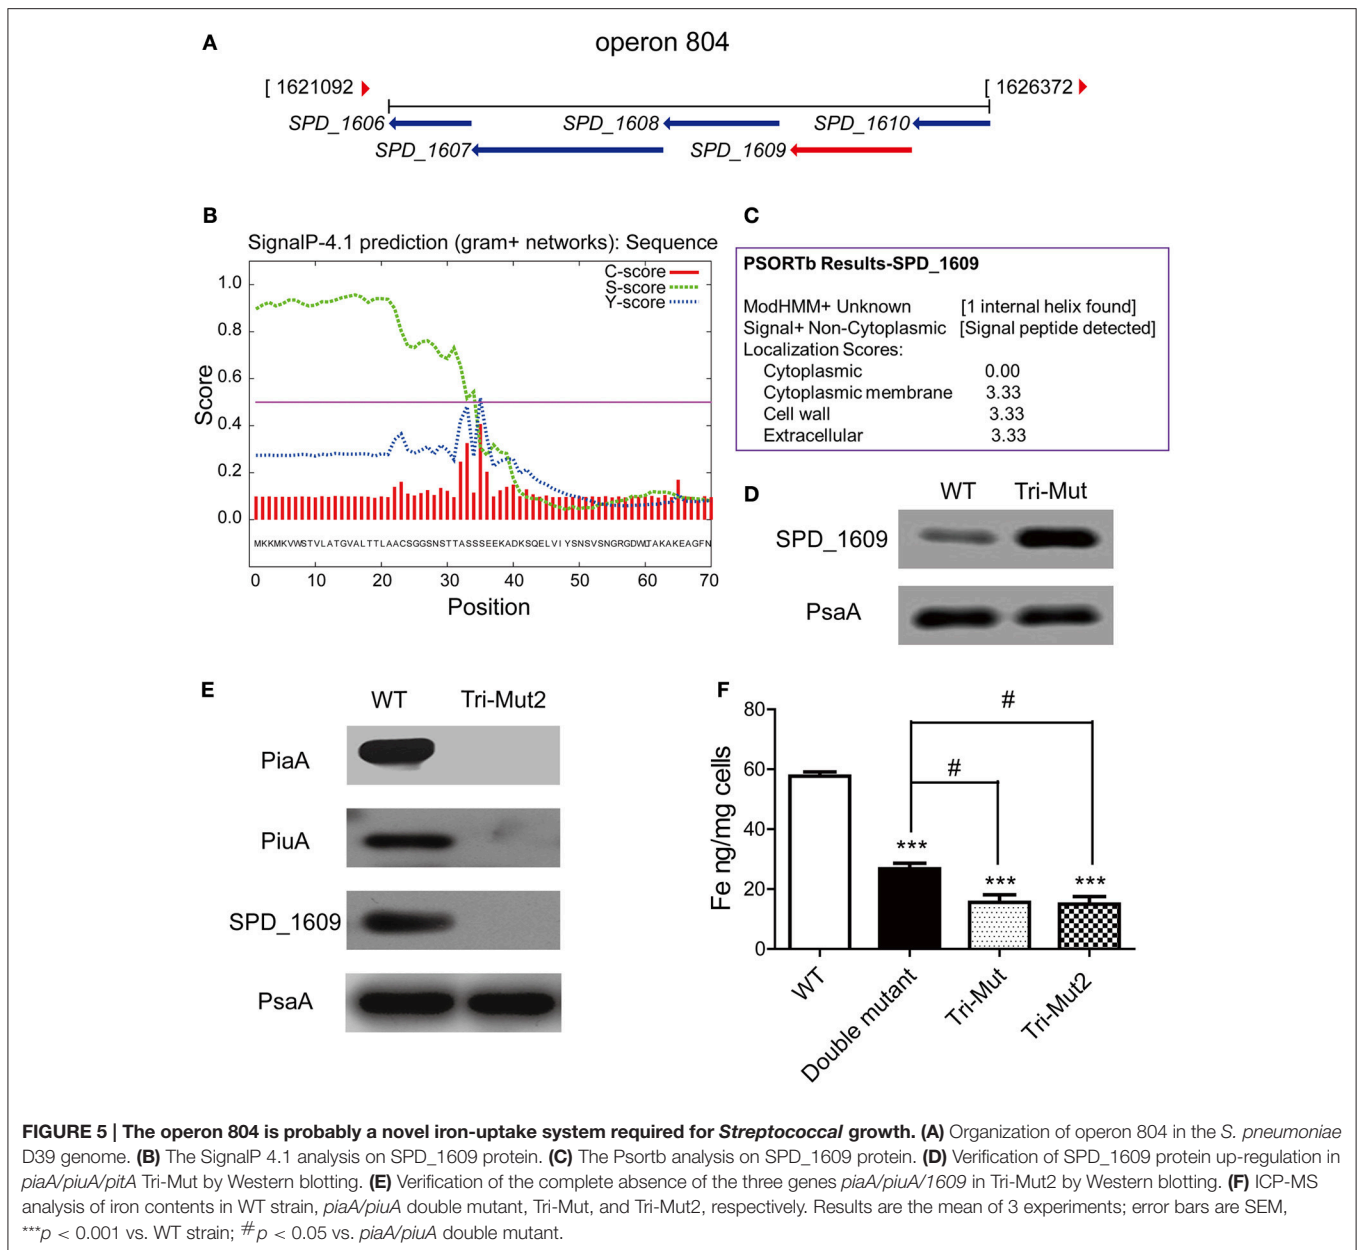 A
operon 804
[ 1621092
[ 1626372
SPD_1606
SPD_1608
SPD_1610
SPD_1607
SPD_1609
B
SignalP-4.1 prediction (gram+ networks): Sequence
C-score
S-score
Y-score
1.0
0.8
0.6
0.4
0.2
0.0
Score
MKKMKVWSTVLATGVALTTLAACSGGSNSTTASSSEEKADKSQELVIYSNSVSNGRGDWLTAKAKEAGFN
0 10 20 30 40 50 60 70
Position
C
PSORTb Results-SPD_1609
ModHMM+ Unknown [1 internal helix found]
Signal+ Non-Cytoplasmic [Signal peptide detected]
Localization Scores:
Cytoplasmic 0.00
Cytoplasmic membrane 3.33
Cell wall 3.33
Extracellular 3.33
D
WT Tri-Mut
SPD_1609
PsaA
E
WT Tri-Mut2
PiaA
PiuA
SPD_1609
PsaA
F
#
#
80
60
40
20
0
Fe ng/mg cells
***
***
***
WT
Double mutant
Tri-Mut
Tri-Mut2
FIGURE 5 | The operon 804 is probably a novel iron-uptake system required for Streptococcal growth. (A) Organization of operon 804 in the S. pneumoniae
D39 genome. (B) The SignalP 4.1 analysis on SPD_1609 protein. (C) The Psortb analysis on SPD_1609 protein. (D) Verification of SPD_1609 protein up-regulation in
piaA/piuA/pitA Tri-Mut by Western blotting. (E) Verification of the complete absence of the three genes piaA/piuA/1609 in Tri-Mut2 by Western blotting. (F) ICP-MS
analysis of iron contents in WT strain, piaA/piuA double mutant, Tri-Mut, and Tri-Mut2, respectively. Results are the mean of 3 experiments; error bars are SEM,
***p < 0.001 vs. WT strain; #p < 0.05 vs. piaA/piuA double mutant.